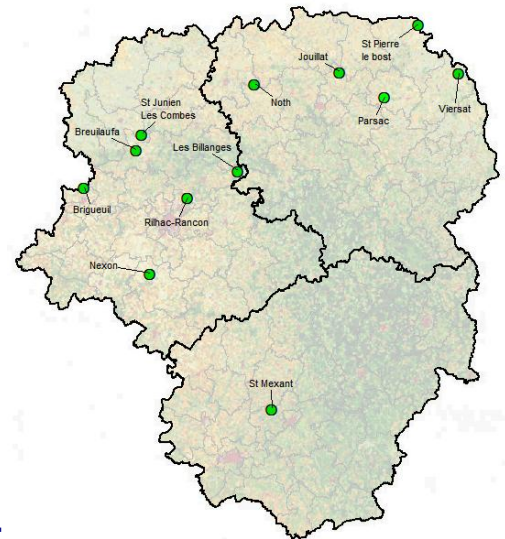 St Pierre
le bost
Jouillat
Noth
Parsac
Viersat
St Junien
Les Combes
Breuilaufa
Les Billanges
Brigueuil
Rilhac-Rancon
Nexon
St Mexant